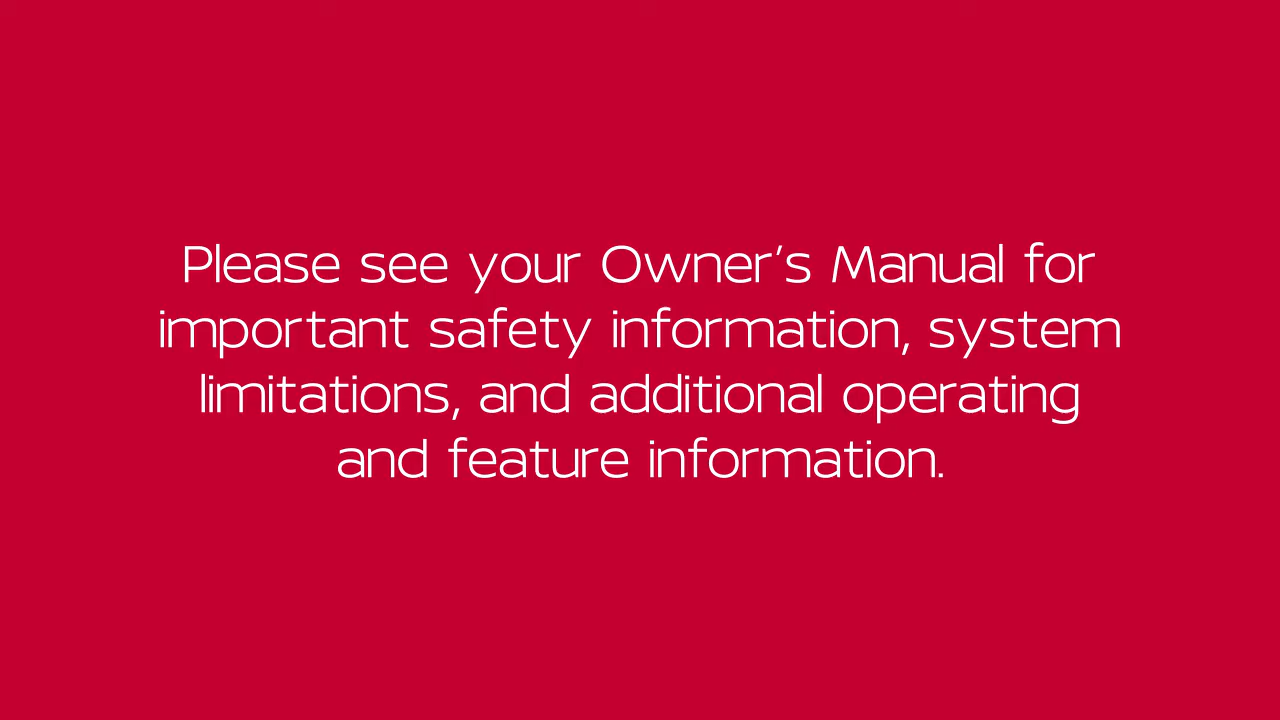 Please see your Owner’s Manual for
important safety information, system
limitations, and additional operating
and feature information.